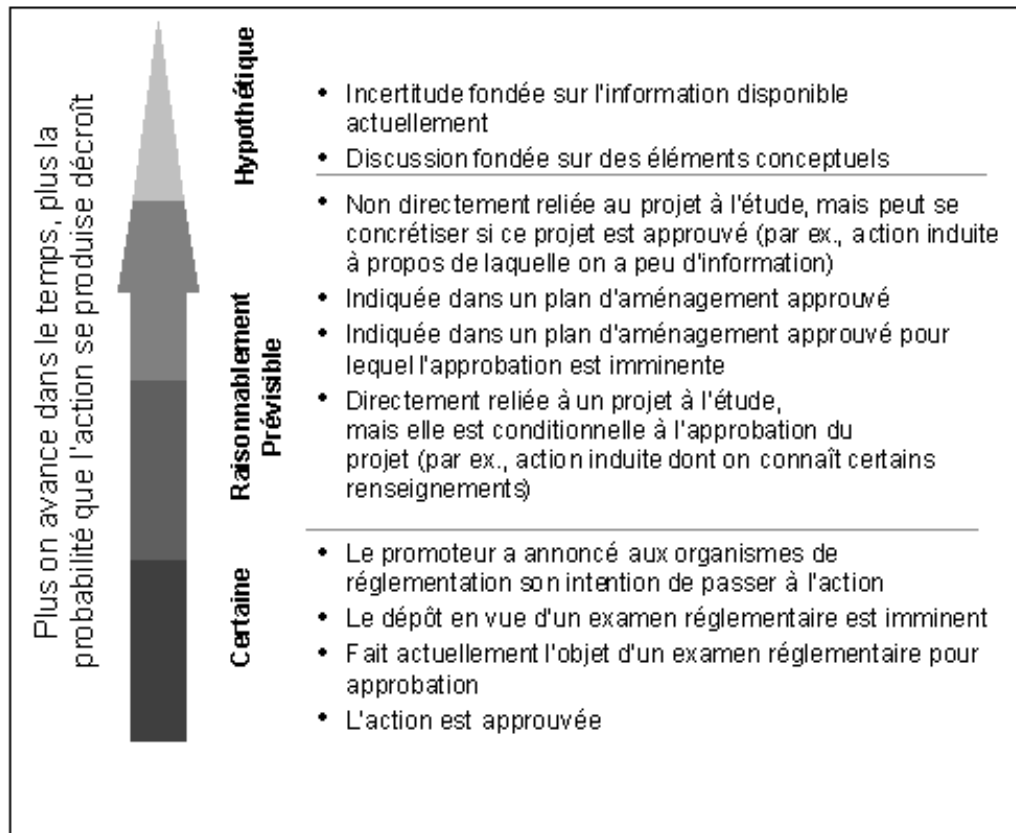 Plus on avance dans le temps, plus la
probabilité que l'action se produise décroît
Hypothétique
• Incertitude fondée sur l'information disponible
actuellement
• Discussion fondée sur des éléments conceptuels
Raisonnablement
Prévisible
• Non directement reliée au projet à l'étude, mais peut se
concrétiser si ce projet est approuvé (par ex., action induite
à propos de laquelle on a peu d'information)
• Indiquée dans un plan d'aménagement approuvé
• Indiquée dans un plan d'aménagement approuvé pour
lequel l'approbation est imminente
• Directement reliée à un projet à l'étude,
mais elle est conditionnelle à l'approbation du
projet (par ex., action induite dont on connaît certains
renseignements)
Certaine
• Le promoteur a annoncé aux organismes de
réglementation son intention de passer à l'action
• Le dépôt en vue d'un examen réglementaire est imminent
• Fait actuellement l'objet d'un examen réglementaire pour
approbation
• L'action est approuvée